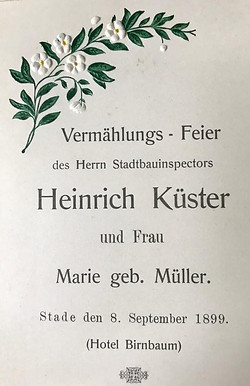 Vermählungs - Feier
des Herrn Stadtbauinspectors
Heinrich Küster
und Frau
Marie geb. Müller.
Stade den 8. September 1899.
(Hotel Birnbaum)